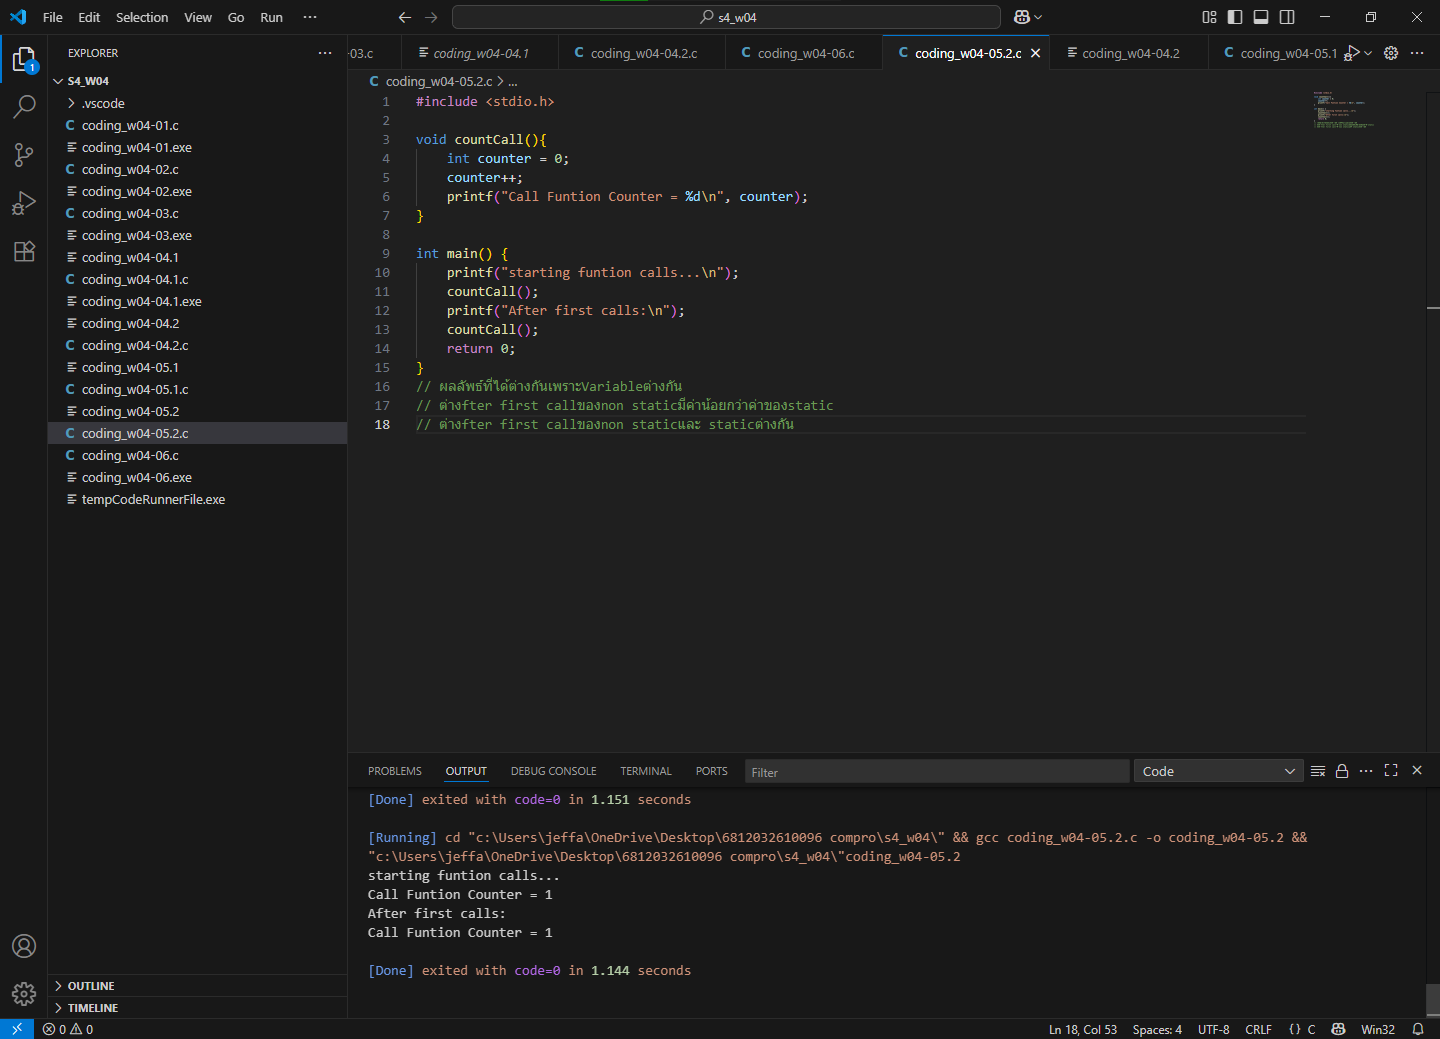 File Edit Selection View Go Run ··· s4_w04
EXPLORER ···
-03.c coding_w04-04.1 coding_w04-04.2.c coding_w04-06.c coding_w04-05.2.c coding_w04-04.2 coding_w04-05.1
S4_W04
.vscode
coding_w04-01.c
coding_w04-01.exe
coding_w04-02.c
coding_w04-02.exe
coding_w04-03.c
coding_w04-03.exe
coding_w04-04.1
coding_w04-04.1.c
coding_w04-04.1.exe
coding_w04-04.2
coding_w04-04.2.c
coding_w04-05.1
coding_w04-05.1.c
coding_w04-05.2
coding_w04-05.2.c
coding_w04-06.c
coding_w04-06.exe
tempCodeRunnerFile.exe
OUTLINE
TIMELINE
1
C coding_w04-05.2.c > ...
1 #include <stdio.h>
2
3 void countCall(){
4 int counter = 0;
5 counter++;
6 printf("Call Funtion Counter = %d\n", counter);
7 }
8
9 int main() {
10 printf("starting funtion calls...\n");
11 countCall();
12 printf("After first calls:\n");
13 countCall();
14 return 0;
15 }
16 // ผลลัพธ์ที่ได้ต่างกันเพราะVariableต่างกัน
17 // ต่างfter first callของnon staticมีค่าน้อยกว่าค่าของstatic
18 // ต่างfter first callของnon staticและ staticต่างกัน
PROBLEMS OUTPUT DEBUG CONSOLE TERMINAL PORTS Filter Code
[Done] exited with code=0 in 1.151 seconds
[Running] cd "c:\Users\jeffa\OneDrive\Desktop\6812032610096 compro\s4_w04\" && gcc coding_w04-05.2.c -o coding_w04-05.2 &&
"c:\Users\jeffa\OneDrive\Desktop\6812032610096 compro\s4_w04\"coding_w04-05.2
starting funtion calls...
Call Funtion Counter = 1
After first calls:
Call Funtion Counter = 1
[Done] exited with code=0 in 1.144 seconds
0 0 Ln 18, Col 53 Spaces: 4 UTF-8 CRLF {} C Win32